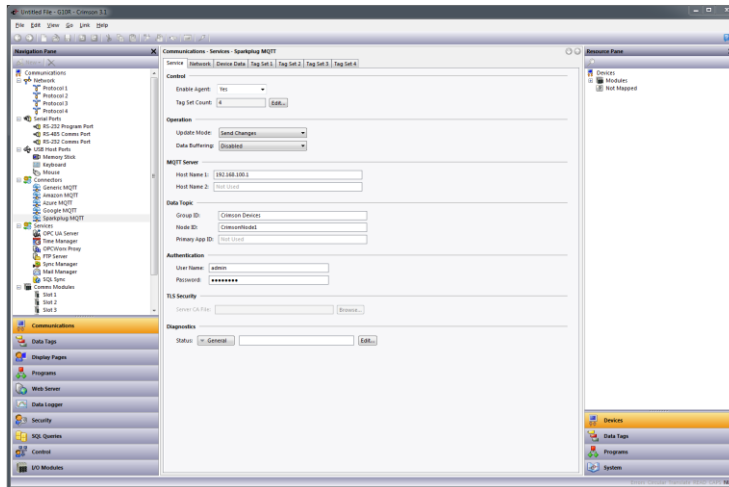 Untitled File - G10R - Crimson 3.1
File Edit View Go Link Help
Navigation Pane
Communications
Network
Protocol 1
Protocol 2
Protocol 3
Protocol 4
Serial Ports
RS-232 Program Port
RS-485 Comms Port
RS-232 Comms Port
USB Host Ports
Memory Stick
Keyboard
Mouse
Connectors
Generic MQTT
Amazon MQTT
Azure MQTT
Google MQTT
Sparkplug MQTT
Services
OPC UA Server
Time Manager
OPCWorx Proxy
FTP Server
Sync Manager
Mail Manager
SQL Sync
Comms Modules
Slot 1
Slot 2
Slot 3
Communications
Data Tags
Display Pages
Programs
Web Server
Data Logger
Security
SQL Queries
Control
I/O Modules
Communications - Services - Sparkplug MQTT
Service Network Device Data Tag Set 1 Tag Set 2 Tag Set 3 Tag Set 4
Control
Enable Agent: Yes
Tag Set Count: 4 Edit...
Operation
Update Mode: Send Changes
Data Buffering: Disabled
MQTT Server
Host Name 1: 192.168.100.1
Host Name 2: Not Used
Data Topic
Group ID: Crimson Devices
Node ID: CrimsonNode1
Primary App ID: Not Used
Authentication
User Name: admin
Password: ••••••••
TLS Security
Server CA File: Browse...
Diagnostics
Status: General Edit...
Resource Pane
Devices
Modules
Not Mapped
Devices
Data Tags
Programs
System